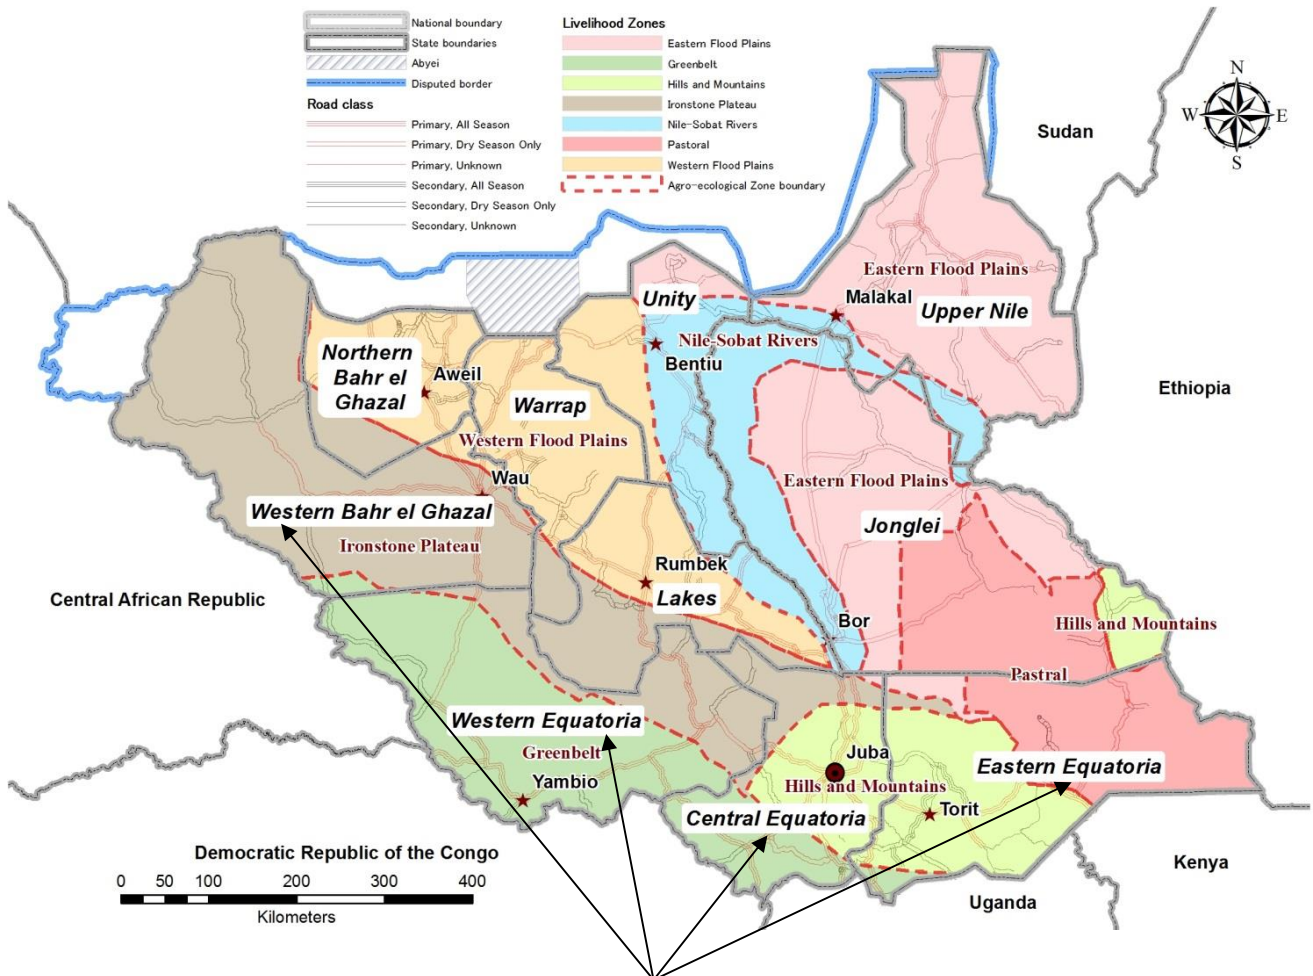 National boundary
State boundaries
Abyei
Disputed border
Road class
Primary, All Season
Primary, Dry Season Only
Primary, Unknown
Secondary, All Season
Secondary, Dry Season Only
Secondary, Unknown
Livelihood Zones
Eastern Flood Plains
Greenbelt
Hills and Mountains
Ironstone Plateau
Nile-Sobat Rivers
Pastoral
Western Flood Plains
Agro-ecological Zone boundary
N
W
E
S
Sudan
Eastern Flood Plains
Unity
Malakal
Upper Nile
Nile-Sobat Rivers
Northern
Bahr el
Ghazal
Aweil
Bentiu
Ethiopia
Warrap
Western Flood Plains
Wau
Eastern Flood Plains
Western Bahr el Ghazal
Jonglei
Ironstone Plateau
Rumbek
Central African Republic
Lakes
Bor
Hills and Mountains
Pastral
Western Equatoria
Greenbelt
Juba
Eastern Equatoria
Yambio
Hills and Mountains
Central Equatoria
Torit
Democratic Republic of the Congo
Kenya
0 50 100 200 300 400
Kilometers
Uganda